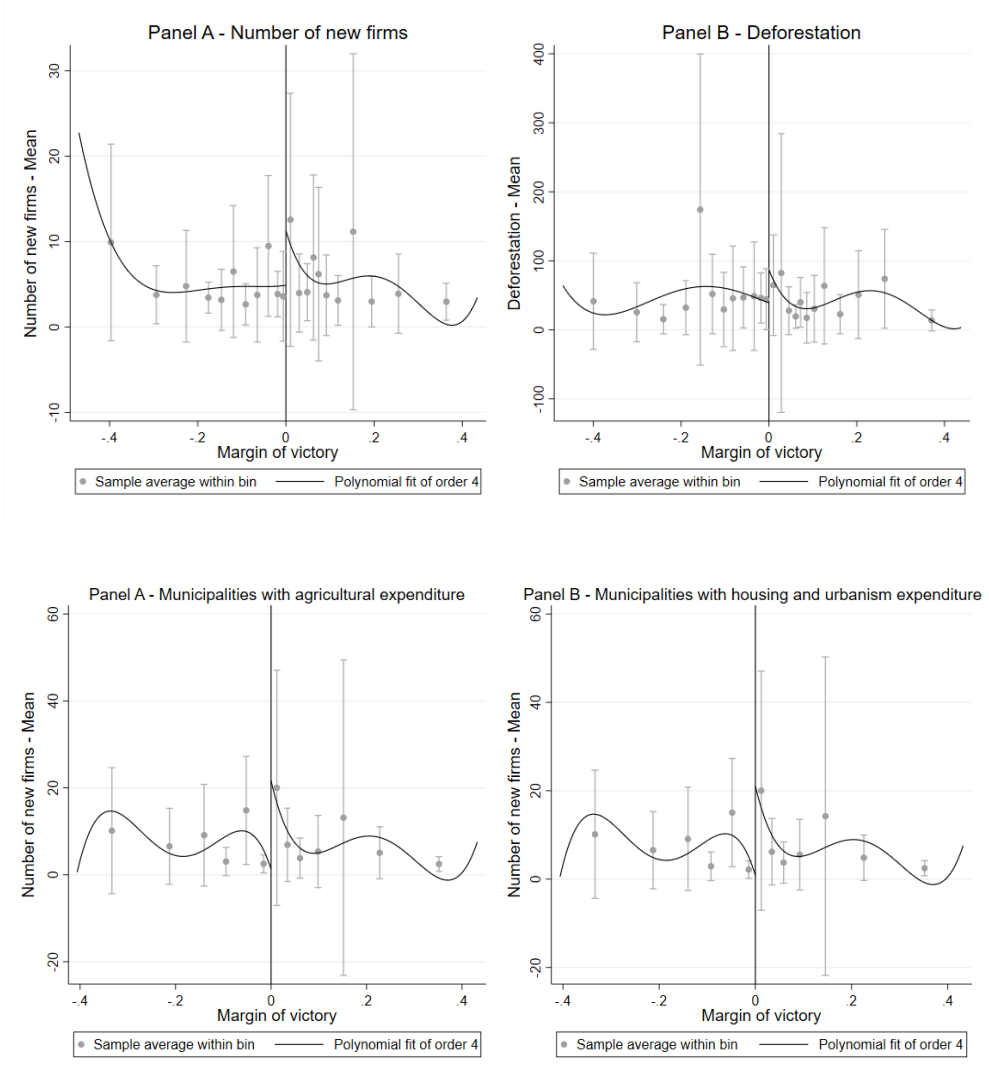 Panel A - Number of new firms
Number of new firms - Mean
30
20
10
0
-10
-.4
-.2
0
.2
.4
Margin of victory
Sample average within bin
Polynomial fit of order 4
Panel B - Deforestation
Deforestation - Mean
400
300
200
100
0
-100
-.4
-.2
0
.2
.4
Margin of victory
Sample average within bin
Polynomial fit of order 4
Panel A - Municipalities with agricultural expenditure
Number of new firms - Mean
60
40
20
0
-20
-.4
-.2
0
.2
.4
Margin of victory
Sample average within bin
Polynomial fit of order 4
Panel B - Municipalities with housing and urbanism expenditure
Number of new firms - Mean
60
40
20
0
-20
-.4
-.2
0
.2
.4
Margin of victory
Sample average within bin
Polynomial fit of order 4